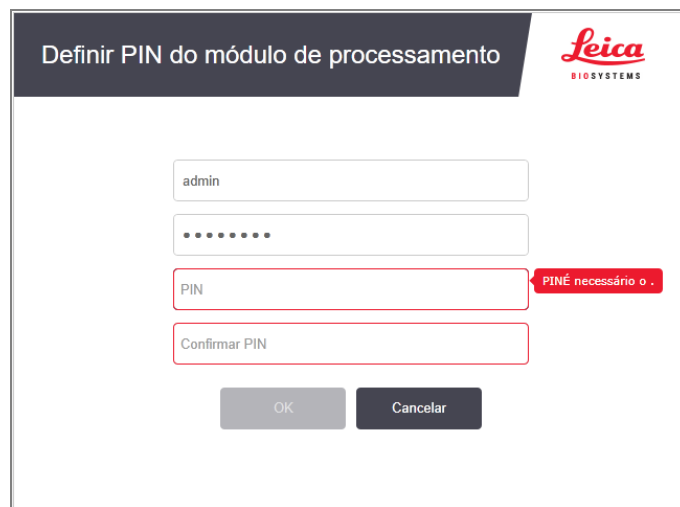 Definir PIN do módulo de processamento
Leica
BIOSYSTEMS
admin
••••••••
PIN
PINÉ necessário o .
Confirmar PIN
OK
Cancelar